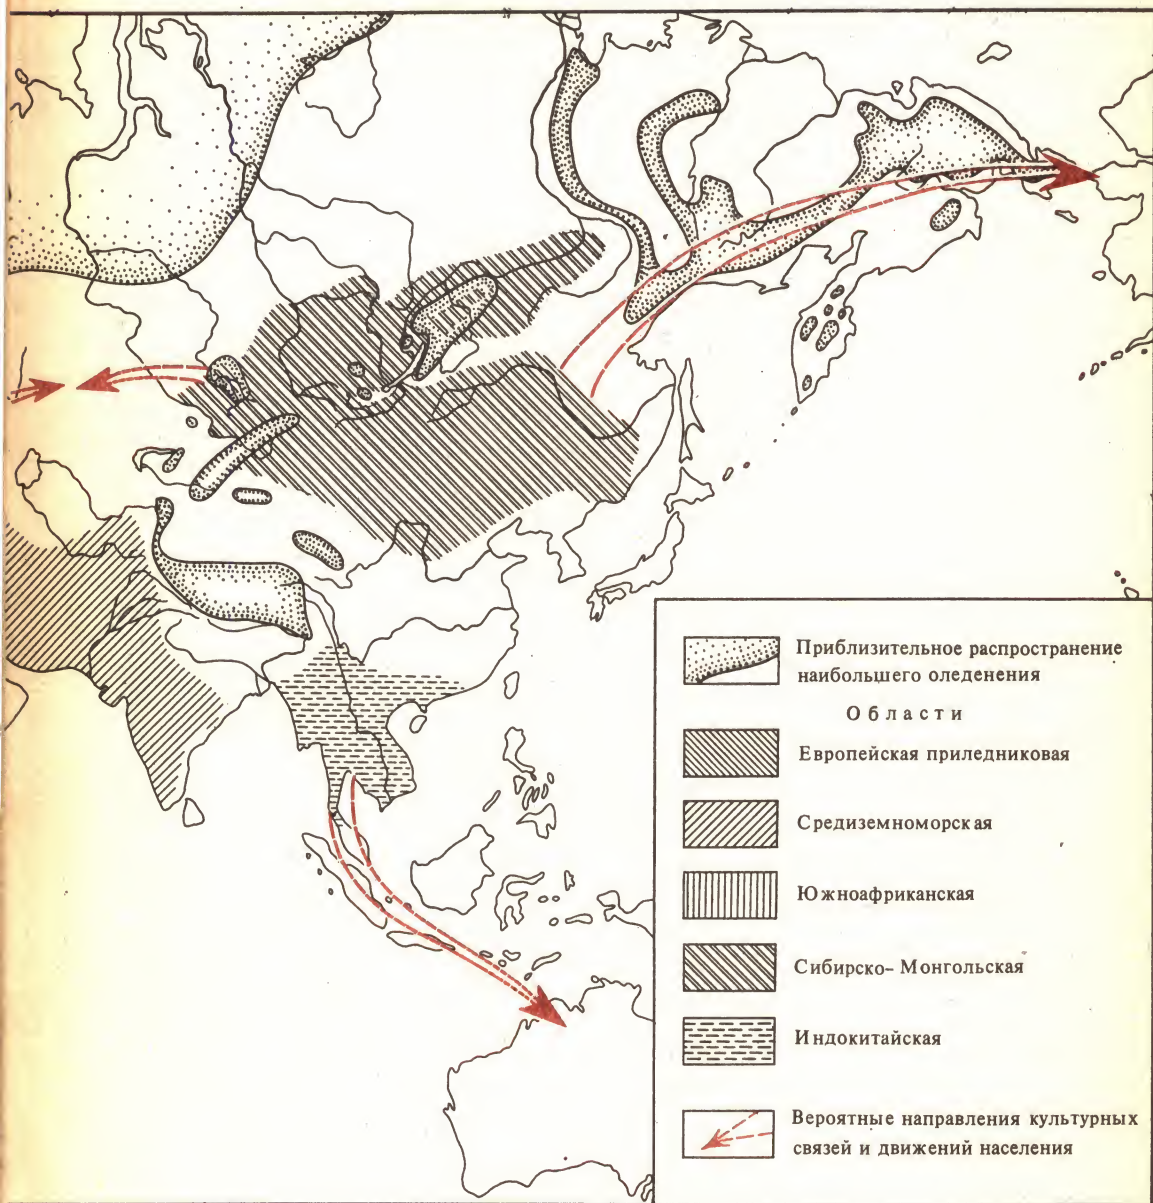 Приблизительное распространение
наибольшего оледенения
Области
Европейская приледниковая
Средиземноморская
Южноафриканская
Сибирско- Монгольская
Индокитайская
Вероятные направления культурных
связей и движений населения